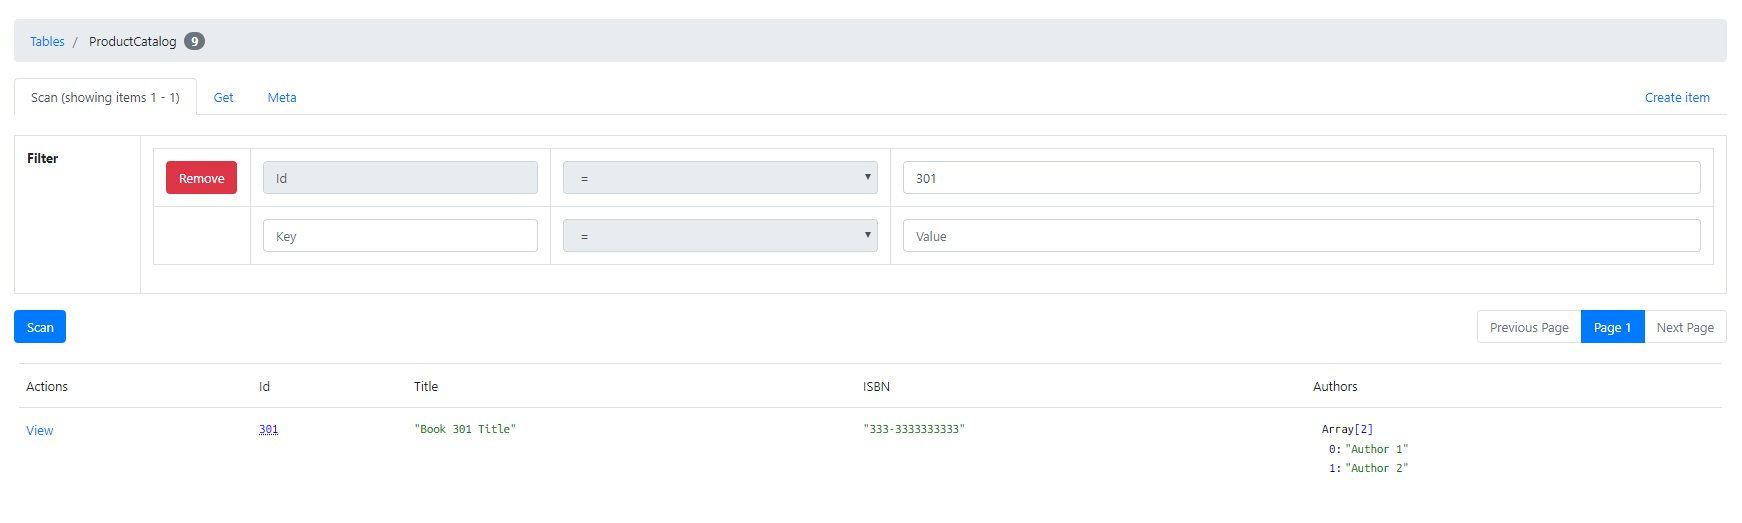 Tables / ProductCatalog 9
Scan (showing items 1 - 1) Get Meta Create item
Filter
Remove Id = 301
Key = Value
Scan Previous Page Page 1 Next Page
Actions Id Title ISBN Authors
View 301 "Book 301 Title" "333-3333333333" Array[2]
0: "Author 1"
1: "Author 2"